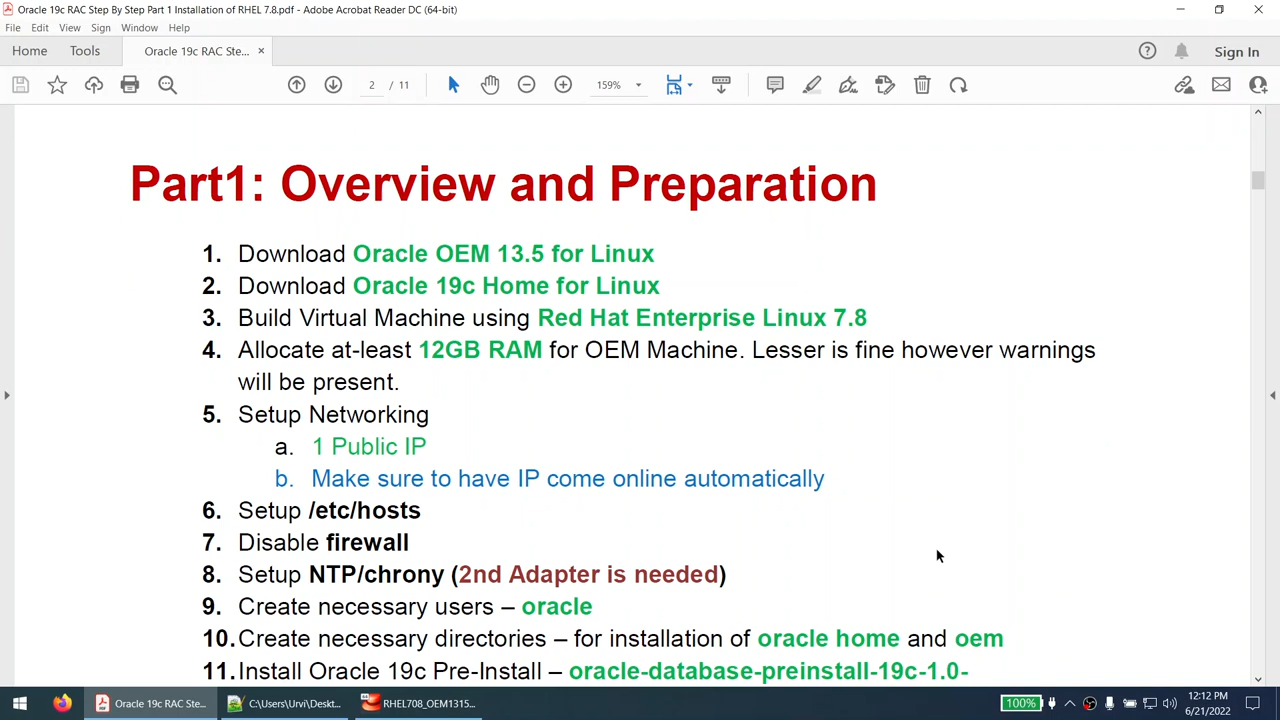 Oracle 19c RAC Step By Step Part 1 Installation of RHEL 7.8.pdf - Adobe Acrobat Reader DC (64-bit)
File Edit View Sign Window Help
Home Tools Oracle 19c RAC Ste... × Sign In
2 / 11 159%
Part1: Overview and Preparation
1. Download Oracle OEM 13.5 for Linux
2. Download Oracle 19c Home for Linux
3. Build Virtual Machine using Red Hat Enterprise Linux 7.8
4. Allocate at-least 12GB RAM for OEM Machine. Lesser is fine however warnings
will be present.
5. Setup Networking
a. 1 Public IP
b. Make sure to have IP come online automatically
6. Setup /etc/hosts
7. Disable firewall
8. Setup NTP/chrony (2nd Adapter is needed)
9. Create necessary users – oracle
10. Create necessary directories – for installation of oracle home and oem
11. Install Oracle 19c Pre-Install – oracle-database-preinstall-19c-1.0-
Oracle 19c RAC Ste... C:\Users\Urvi\Deskt... RHEL708_OEM1315... 100% 12:12 PM
6/21/2022